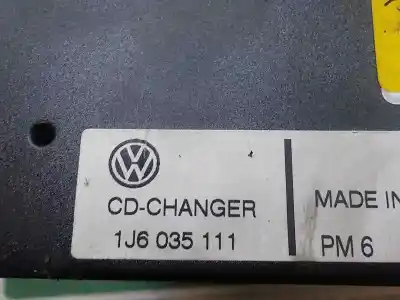 CD-CHANGER
MADE IN
1J6 035 111
PM 6